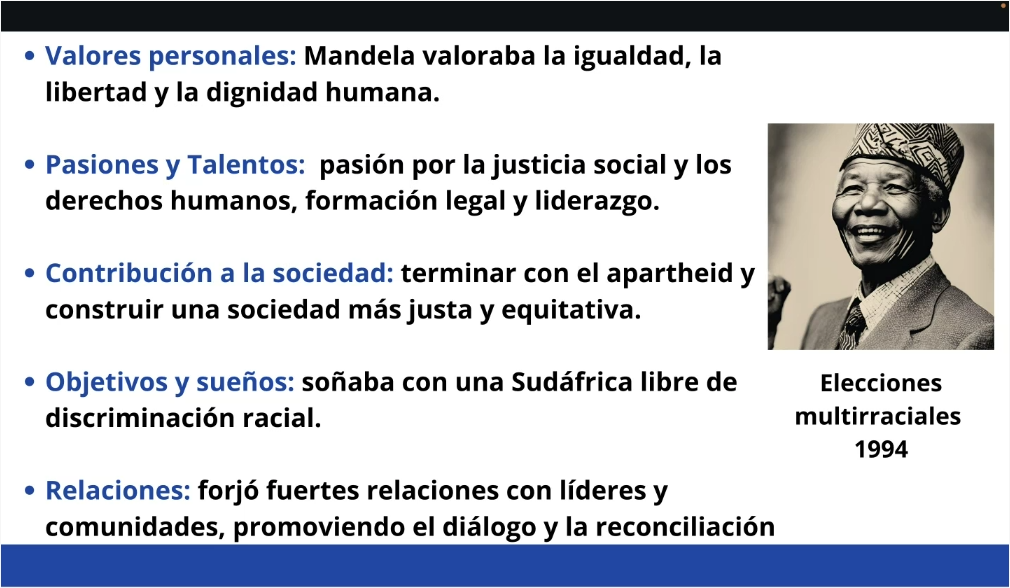 • Valores personales: Mandela valoraba la igualdad, la
libertad y la dignidad humana.
• Pasiones y Talentos: pasión por la justicia social y los
derechos humanos, formación legal y liderazgo.
• Contribución a la sociedad: terminar con el apartheid y
construir una sociedad más justa y equitativa.
• Objetivos y sueños: soñaba con una Sudáfrica libre de
discriminación racial.
• Relaciones: forjó fuertes relaciones con líderes y
comunidades, promoviendo el diálogo y la reconciliación
Elecciones
multirraciales
1994